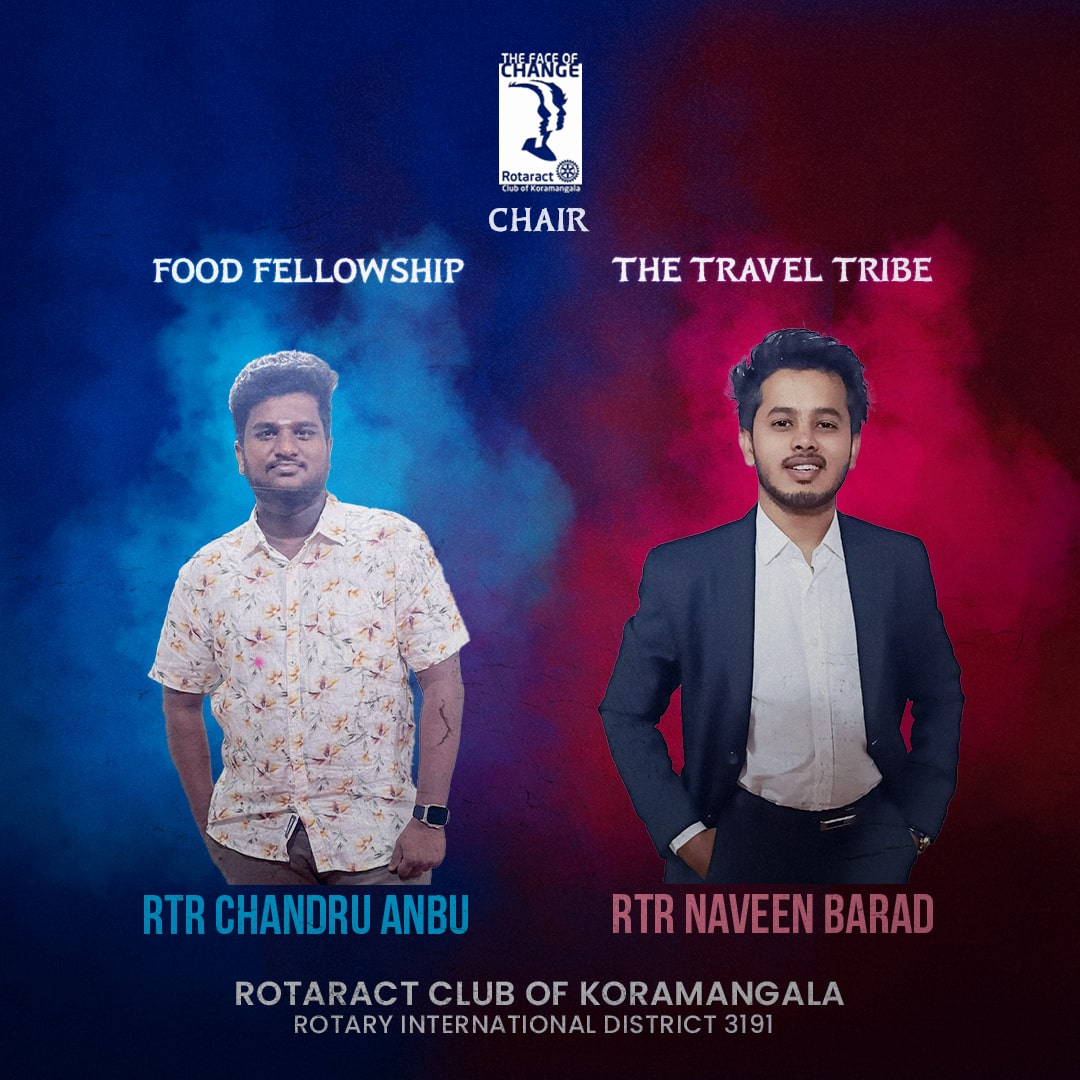 THE FACE OF
CHANGE
Rotaract
Club of Koramangala
CHAIR
FOOD FELLOWSHIP
THE TRAVEL TRIBE
RTR CHANDRU ANBU
RTR NAVEEN BARAD
ROTARACT CLUB OF KORAMANGALA
ROTARY INTERNATIONAL DISTRICT 3191